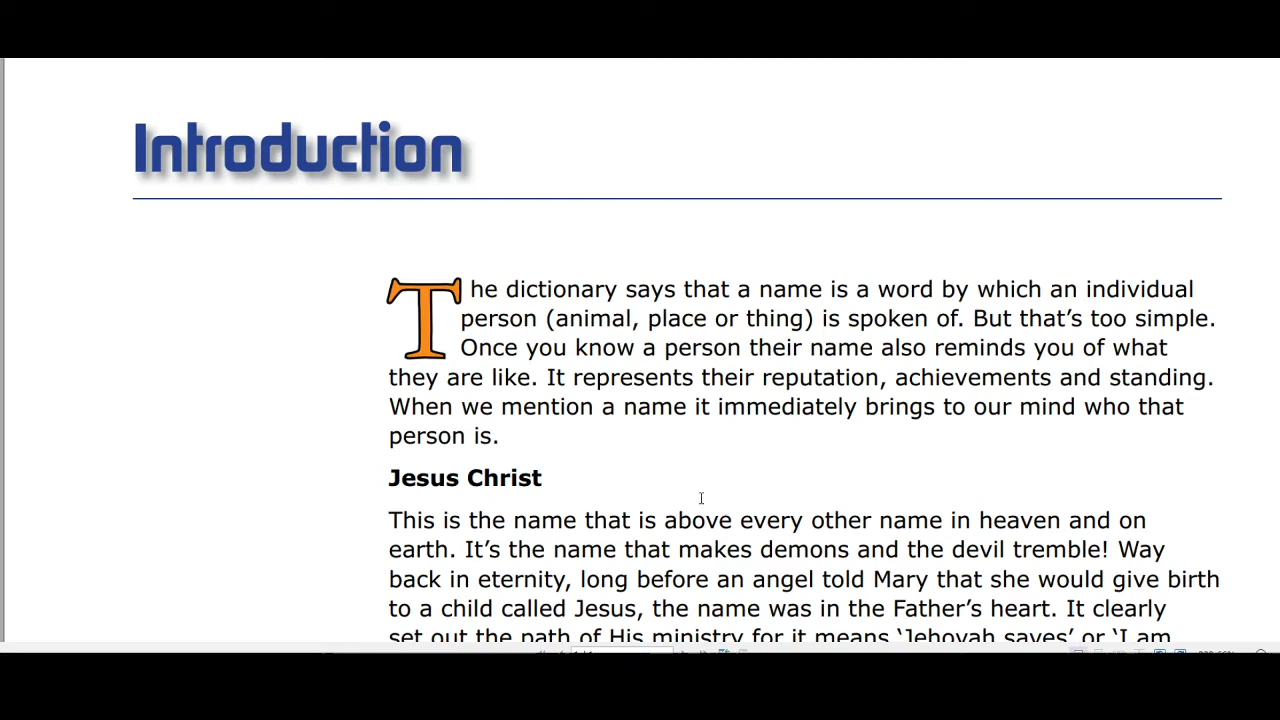 Introduction
The dictionary says that a name is a word by which an individual
person (animal, place or thing) is spoken of. But that’s too simple.
Once you know a person their name also reminds you of what
they are like. It represents their reputation, achievements and standing.
When we mention a name it immediately brings to our mind who that
person is.
Jesus Christ
This is the name that is above every other name in heaven and on
earth. It’s the name that makes demons and the devil tremble! Way
back in eternity, long before an angel told Mary that she would give birth
to a child called Jesus, the name was in the Father’s heart. It clearly
set out the path of His ministry for it means ‘Jehovah saves’ or ‘I am